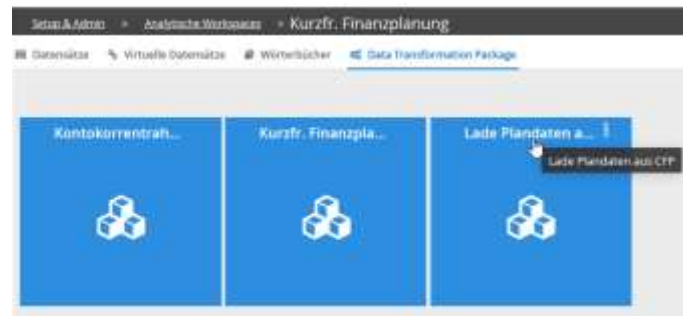 Setup & Admin » Analytische Workspaces » Kurzfr. Finanzplanung
Datensätze Virtuelle Datensätze Wörterbücher Data Transformation Package
Kontokorrentrah... Kurzfr. Finanzpla... Lade Plandaten a...
Lade Plandaten aus CFP